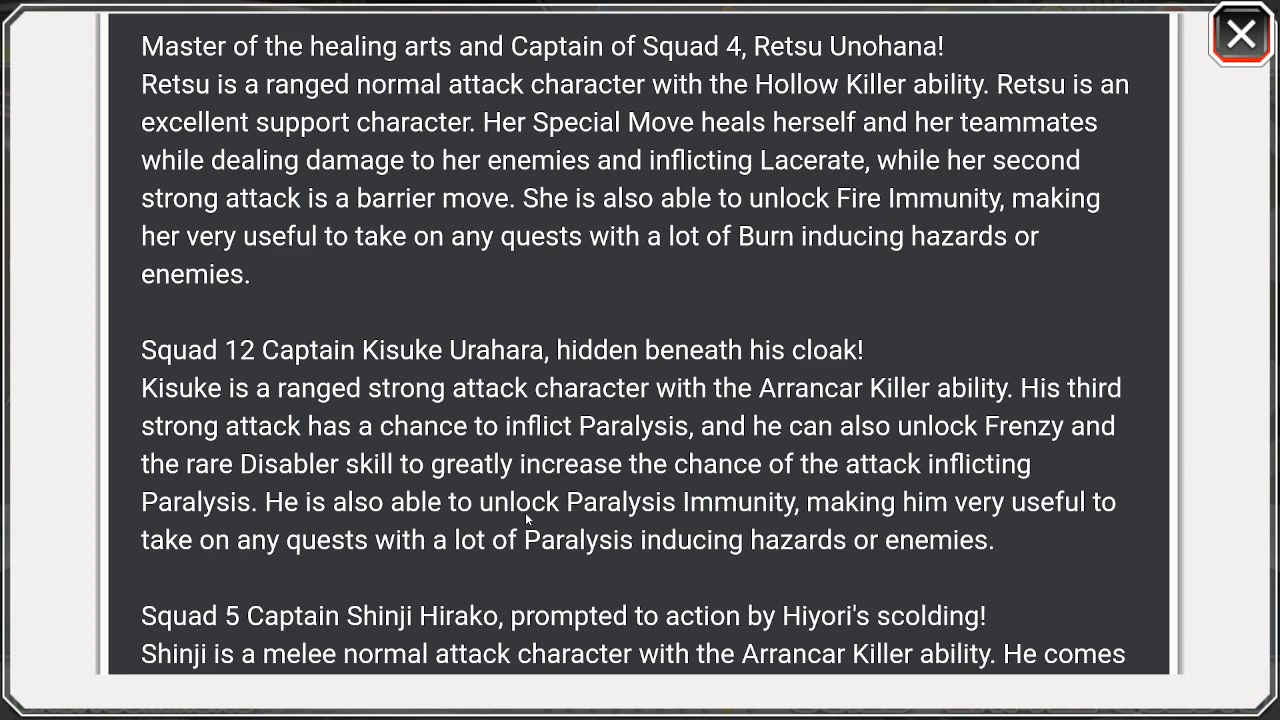 Master of the healing arts and Captain of Squad 4, Retsu Unohana!
Retsu is a ranged normal attack character with the Hollow Killer ability. Retsu is an
excellent support character. Her Special Move heals herself and her teammates
while dealing damage to her enemies and inflicting Lacerate, while her second
strong attack is a barrier move. She is also able to unlock Fire Immunity, making
her very useful to take on any quests with a lot of Burn inducing hazards or
enemies.
Squad 12 Captain Kisuke Urahara, hidden beneath his cloak!
Kisuke is a ranged strong attack character with the Arrancar Killer ability. His third
strong attack has a chance to inflict Paralysis, and he can also unlock Frenzy and
the rare Disabler skill to greatly increase the chance of the attack inflicting
Paralysis. He is also able to unlock Paralysis Immunity, making him very useful to
take on any quests with a lot of Paralysis inducing hazards or enemies.
Squad 5 Captain Shinji Hirako, prompted to action by Hiyori's scolding!
Shinji is a melee normal attack character with the Arrancar Killer ability. He comes